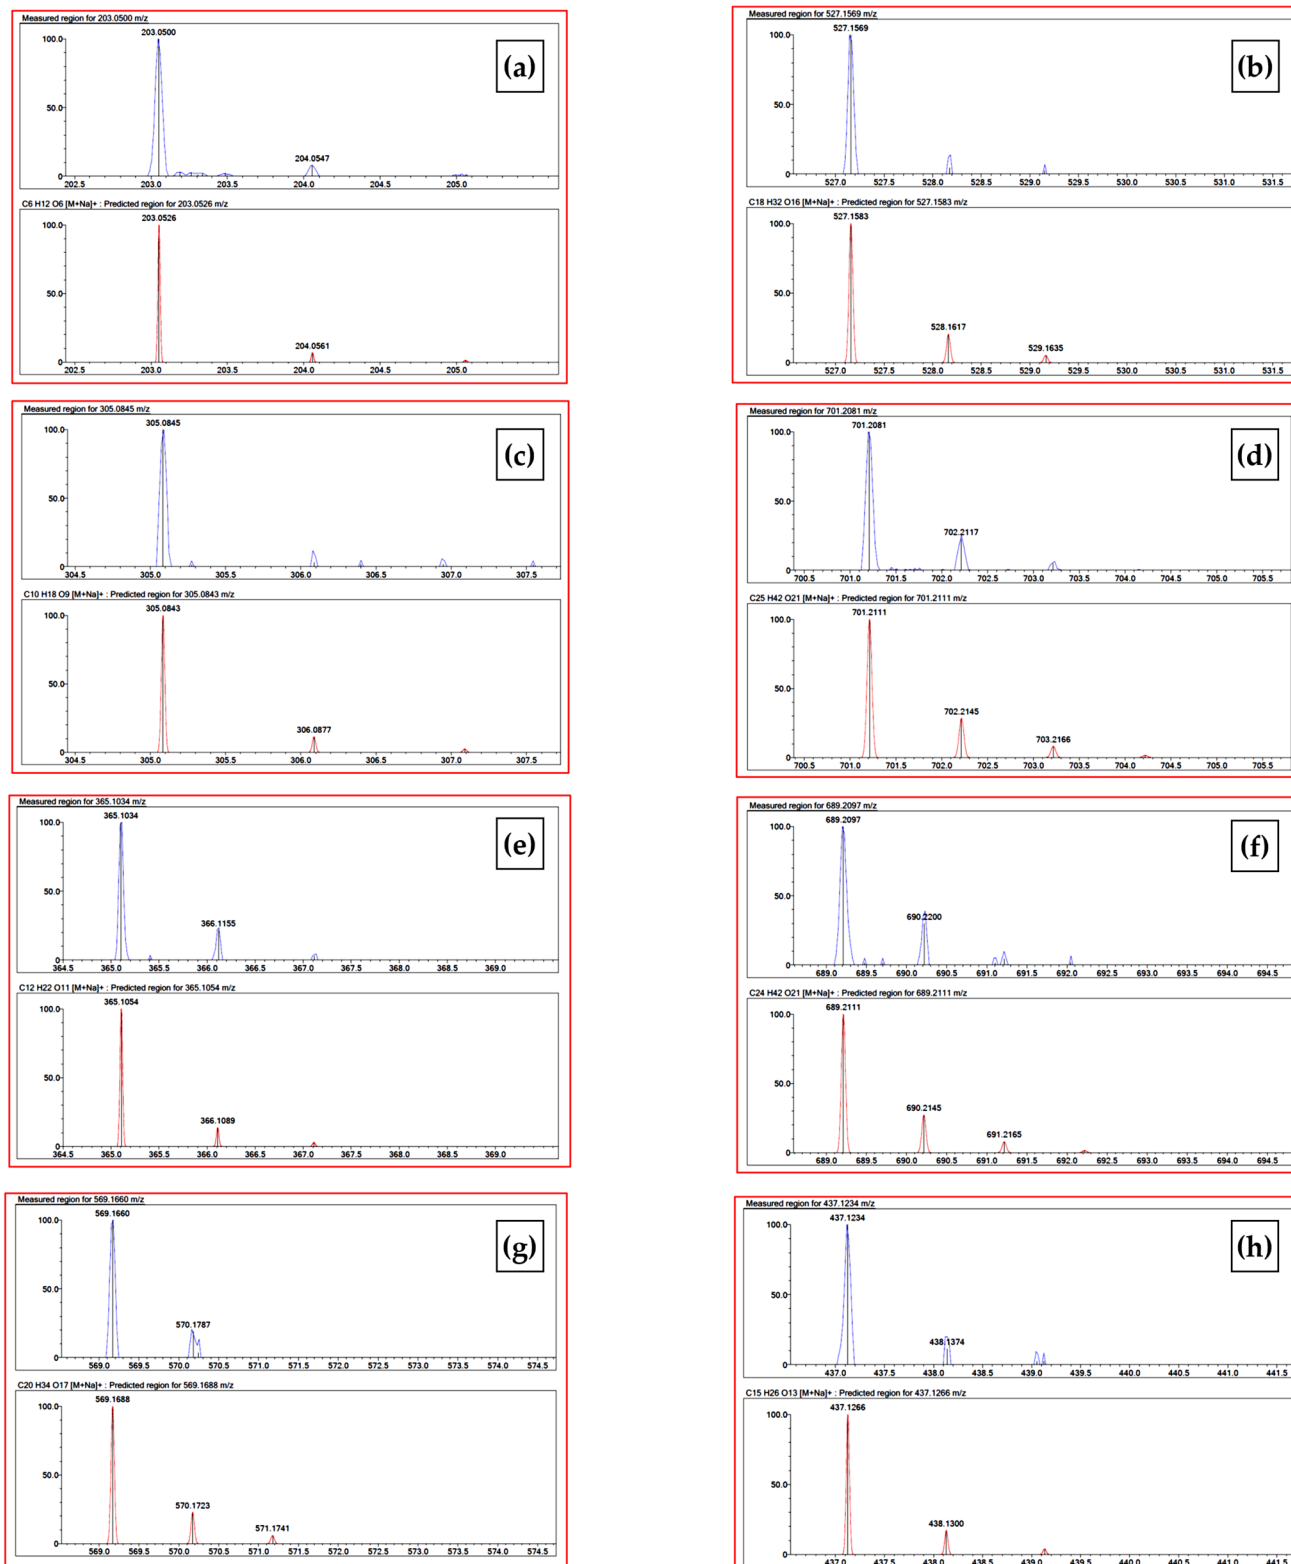 Measured region for 203.0500 m/z
203.0500
100.0
(a)
50.0
204.0547
0
202.5 203.0 203.5 204.0 204.5 205.0
C6 H12 O6 [M+Na]+ : Predicted region for 203.0526 m/z
203.0526
100.0
50.0
204.0561
0
202.5 203.0 203.5 204.0 204.5 205.0
Measured region for 527.1569 m/z
527.1569
100.0
(b)
50.0
0
527.0 527.5 528.0 528.5 529.0 529.5 530.0 530.5 531.0 531.5
C18 H32 O16 [M+Na]+ : Predicted region for 527.1583 m/z
527.1583
100.0
50.0
528.1617
529.1635
0
527.0 527.5 528.0 528.5 529.0 529.5 530.0 530.5 531.0 531.5
Measured region for 305.0845 m/z
305.0845
100.0
(c)
50.0
0
304.5 305.0 305.5 306.0 306.5 307.0 307.5
C10 H18 O9 [M+Na]+ : Predicted region for 305.0843 m/z
305.0843
100.0
50.0
306.0877
0
304.5 305.0 305.5 306.0 306.5 307.0 307.5
Measured region for 701.2081 m/z
701.2081
100.0
(d)
50.0
702.2117
0
700.5 701.0 701.5 702.0 702.5 703.0 703.5 704.0 704.5 705.0 705.5
C25 H42 O21 [M+Na]+ : Predicted region for 701.2111 m/z
701.2111
100.0
50.0
702.2145
703.2166
0
700.5 701.0 701.5 702.0 702.5 703.0 703.5 704.0 704.5 705.0 705.5
Measured region for 365.1034 m/z
365.1034
100.0
(e)
50.0
366.1155
0
364.5 365.0 365.5 366.0 366.5 367.0 367.5 368.0 368.5 369.0
C12 H22 O11 [M+Na]+ : Predicted region for 365.1054 m/z
365.1054
100.0
50.0
366.1089
0
364.5 365.0 365.5 366.0 366.5 367.0 367.5 368.0 368.5 369.0
Measured region for 689.2097 m/z
689.2097
100.0
(f)
50.0
690.2200
0
689.0 689.5 690.0 690.5 691.0 691.5 692.0 692.5 693.0 693.5 694.0 694.5
C24 H42 O21 [M+Na]+ : Predicted region for 689.2111 m/z
689.2111
100.0
50.0
690.2145
691.2165
0
689.0 689.5 690.0 690.5 691.0 691.5 692.0 692.5 693.0 693.5 694.0 694.5
Measured region for 569.1660 m/z
569.1660
100.0
(g)
50.0
570.1787
0
569.0 569.5 570.0 570.5 571.0 571.5 572.0 572.5 573.0 573.5 574.0 574.5
C20 H34 O17 [M+Na]+ : Predicted region for 569.1688 m/z
569.1688
100.0
50.0
570.1723
571.1741
0
569.0 569.5 570.0 570.5 571.0 571.5 572.0 572.5 573.0 573.5 574.0 574.5
Measured region for 437.1234 m/z
437.1234
100.0
(h)
50.0
438.1374
0
437.0 437.5 438.0 438.5 439.0 439.5 440.0 440.5 441.0 441.5
C15 H26 O13 [M+Na]+ : Predicted region for 437.1266 m/z
437.1266
100.0
50.0
438.1300
0
437.0 437.5 438.0 438.5 439.0 439.5 440.0 440.5 441.0 441.5